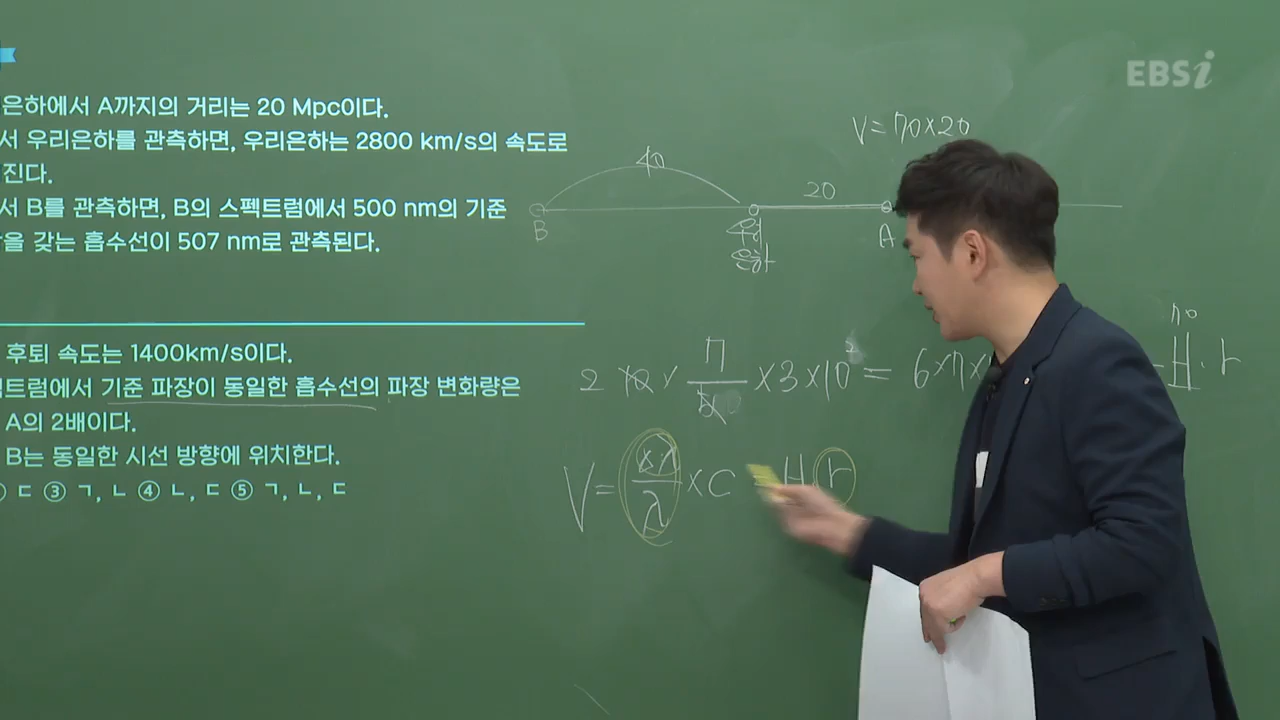 EBSi
은하에서 A까지의 거리는 20 Mpc이다.
서 우리은하를 관측하면, 우리은하는 2800 km/s의 속도로
진다.
서 B를 관측하면, B의 스펙트럼에서 500 nm의 기준
을 갖는 흡수선이 507 nm로 관측된다.
후퇴 속도는 1400km/s이다.
트럼에서 기준 파장이 동일한 흡수선의 파장 변화량은
A의 2배이다.
B는 동일한 시선 방향에 위치한다.
ㄷ ③ ㄱ, ㄴ ④ ㄴ, ㄷ ⑤ ㄱ, ㄴ, ㄷ
V=70×20
40
20
B
우리
은하
A
70
7
×3×10
= 6×7×
H·r
V=
λ
×C
H
r